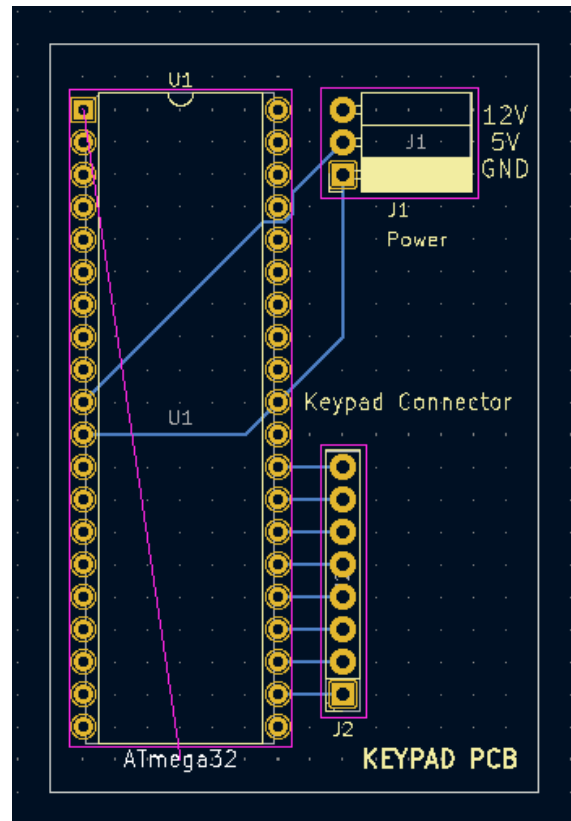 U1
12V
J1
5V
GND
J1
Power
Keypad Connector
U1
J2
ATmega32
KEYPAD PCB